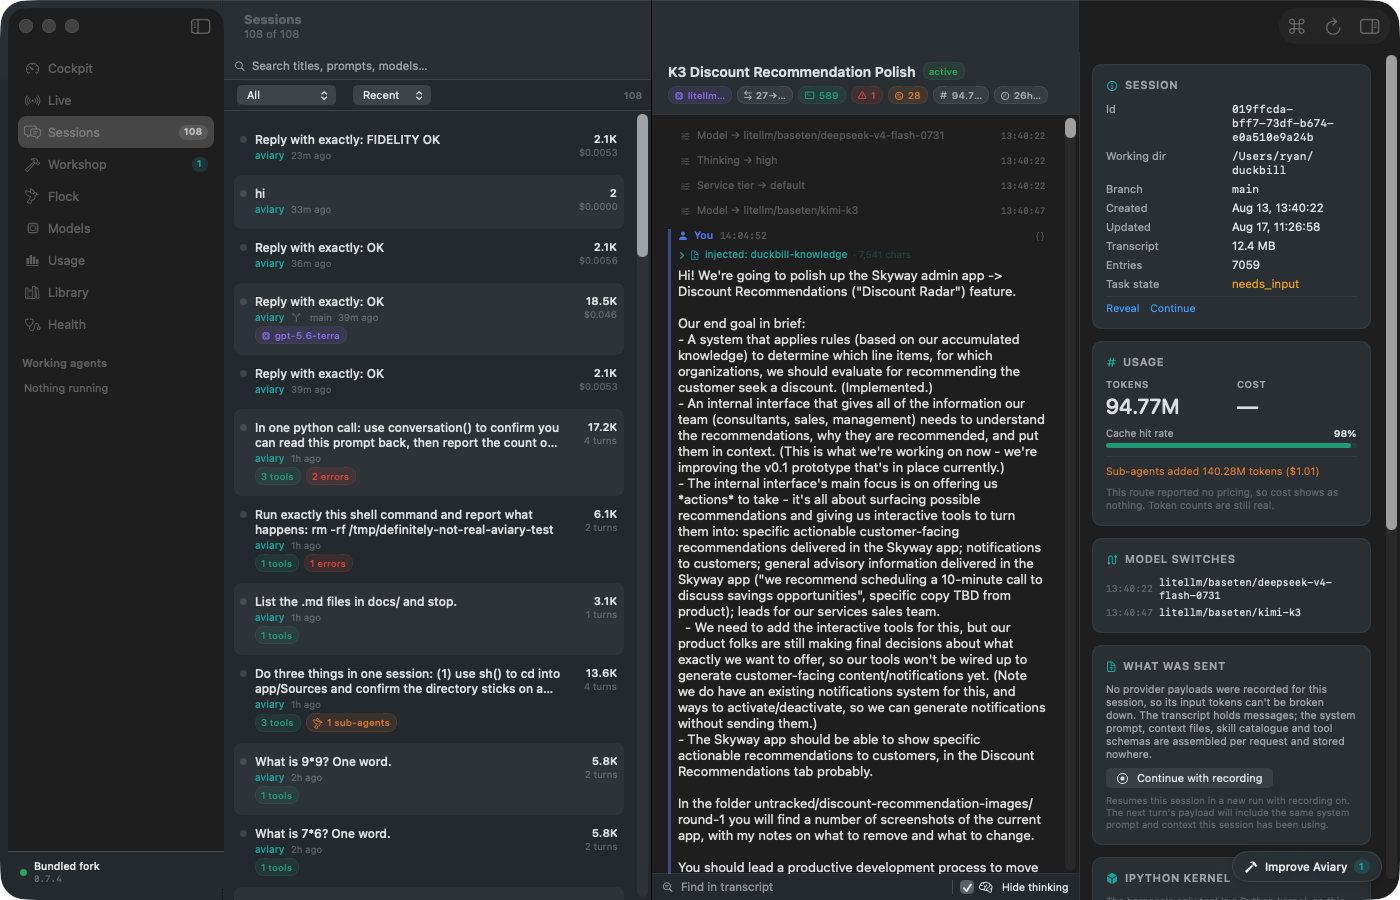 Cockpit
Live
Sessions 108
Workshop 1
Flock
Models
Usage
Library
Health
Working agents
Nothing running
Bundled fork
0.7.4
Sessions
108 of 108
Search titles, prompts, models...
All Recent 108
Reply with exactly: FIDELITY OK 2.1K
aviary 23m ago $0.0053
hi 2
aviary 33m ago $0.0000
Reply with exactly: OK 2.1K
aviary 36m ago $0.0056
Reply with exactly: OK 18.5K
aviary main 39m ago $0.046
gpt-5.6-terra
Reply with exactly: OK 2.1K
aviary 39m ago $0.0053
In one python call: use conversation() to confirm you 17.2K
can read this prompt back, then report the count o... 4 turns
aviary 1h ago
3 tools 2 errors
Run exactly this shell command and report what 6.1K
happens: rm -rf /tmp/definitely-not-real-aviary-test 2 turns
aviary 1h ago
1 tools 1 errors
List the .md files in docs/ and stop. 3.1K
aviary 1h ago 1 turns
1 tools
Do three things in one session: (1) use sh() to cd into 13.6K
app/Sources and confirm the directory sticks on a... 4 turns
aviary 1h ago
3 tools 1 sub-agents
What is 9*9? One word. 5.8K
aviary 2h ago 2 turns
1 tools
What is 7*6? One word. 5.8K
aviary 2h ago 2 turns
1 tools
K3 Discount Recommendation Polish active
litellm... 27→... 589 1 28 # 94.7... 26h...
Model → litellm/baseten/deepseek-v4-flash-0731 13:40:22
Thinking → high 13:40:22
Service tier → default 13:40:22
Model → litellm/baseten/kimi-k3 13:40:47
You 14:04:52 {}
injected: duckbill-knowledge · 7,541 chars
Hi! We're going to polish up the Skyway admin app ->
Discount Recommendations ("Discount Radar") feature.
Our end goal in brief:
- A system that applies rules (based on our accumulated
knowledge) to determine which line items, for which
organizations, we should evaluate for recommending the
customer seek a discount. (Implemented.)
- An internal interface that gives all of the information our
team (consultants, sales, management) needs to understand
the recommendations, why they are recommended, and put
them in context. (This is what we're working on now - we're
improving the v0.1 prototype that's in place currently.)
- The internal interface's main focus is on offering us
*actions* to take - it's all about surfacing possible
recommendations and giving us interactive tools to turn
them into: specific actionable customer-facing
recommendations delivered in the Skyway app; notifications
to customers; general advisory information delivered in the
Skyway app ("we recommend scheduling a 10-minute call to
discuss savings opportunities", specific copy TBD from
product); leads for our services sales team.
- We need to add the interactive tools for this, but our
product folks are still making final decisions about what
exactly we want to offer, so our tools won't be wired up to
generate customer-facing content/notifications yet. (Note
we do have an existing notifications system for this, and
ways to activate/deactivate, so we can generate notifications
without sending them.)
- The Skyway app should be able to show specific
actionable recommendations to customers, in the Discount
Recommendations tab probably.
In the folder untracked/discount-recommendation-images/
round-1 you will find a number of screenshots of the current
app, with my notes on what to remove and what to change.
You should lead a productive development process to move
Find in transcript Hide thinking
SESSION
Id 019ffcda-
bff7-73df-b674-
e0a510e9a24b
Working dir /Users/ryan/
duckbill
Branch main
Created Aug 13, 13:40:22
Updated Aug 17, 11:26:58
Transcript 12.4 MB
Entries 7059
Task state needs_input
Reveal Continue
# USAGE
TOKENS COST
94.77M —
Cache hit rate 98%
Sub-agents added 140.28M tokens ($1.01)
This route reported no pricing, so cost shows as
nothing. Token counts are still real.
MODEL SWITCHES
13:40:22 litellm/baseten/deepseek-v4-
flash-0731
13:40:47 litellm/baseten/kimi-k3
WHAT WAS SENT
No provider payloads were recorded for this
session, so its input tokens can't be broken
down. The transcript holds messages; the system
prompt, context files, skill catalogue and tool
schemas are assembled per request and stored
nowhere.
Continue with recording
Resumes this session in a new run with recording on.
The next turn's payload will include the same system
prompt and context this session has been using.
IPYTHON KERNEL
Improve Aviary 1